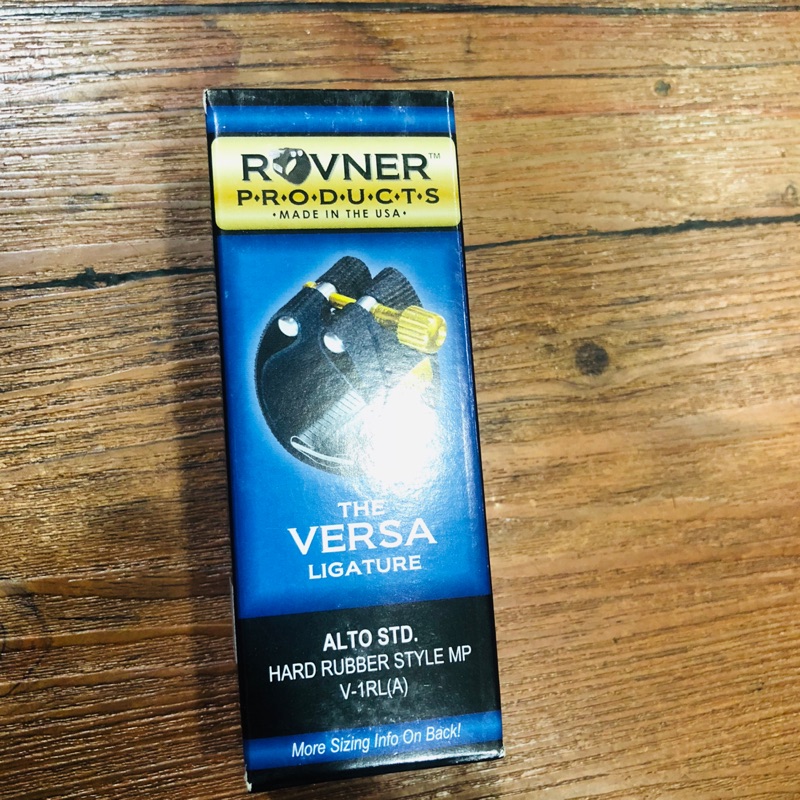 ROVNER™
P•R•O•D•U•C•T•S
•MADE IN THE USA•
THE
VERSA
LIGATURE
ALTO STD.
HARD RUBBER STYLE MP
V-1RL(A)
More Sizing Info On Back!